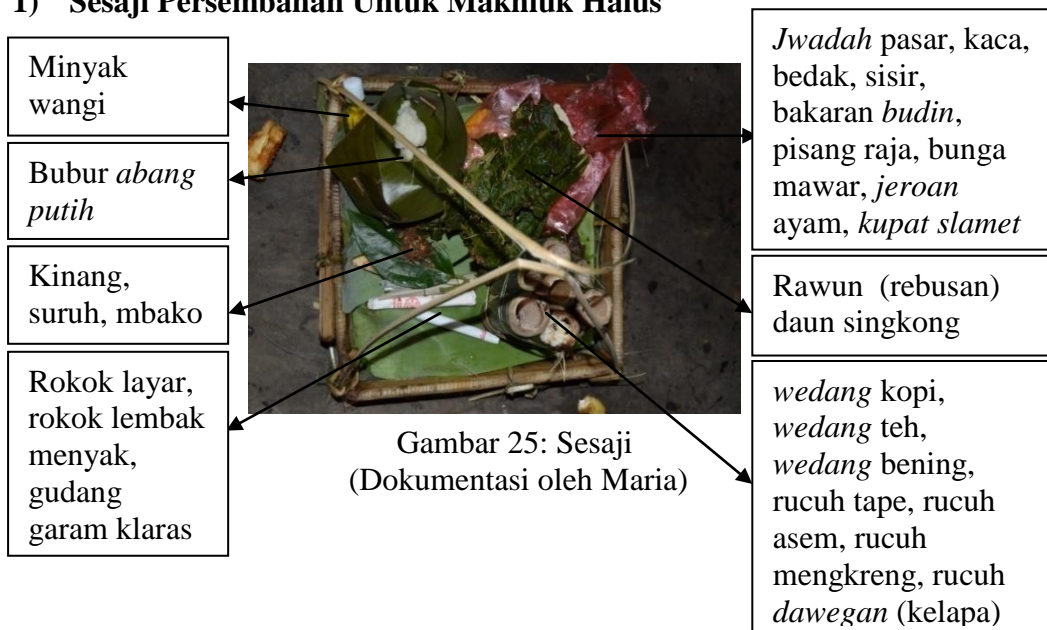 1) Sesaji Persembahan Untuk Makhluk Halus
Minyak
wangi
Bubur abang
putih
Kinang,
suruh, mbako
Rokok layar,
rokok lembak
menyak,
gudang
garam klaras
Gambar 25: Sesaji
(Dokumentasi oleh Maria)
Jwadah pasar, kaca,
bedak, sisir,
bakaran budin,
pisang raja, bunga
mawar, jeroan
ayam, kupat slamet
Rawun (rebusan)
daun singkong
wedang kopi,
wedang teh,
wedang bening,
rucuh tape, rucuh
asem, rucuh
mengkreng, rucuh
dawegan (kelapa)